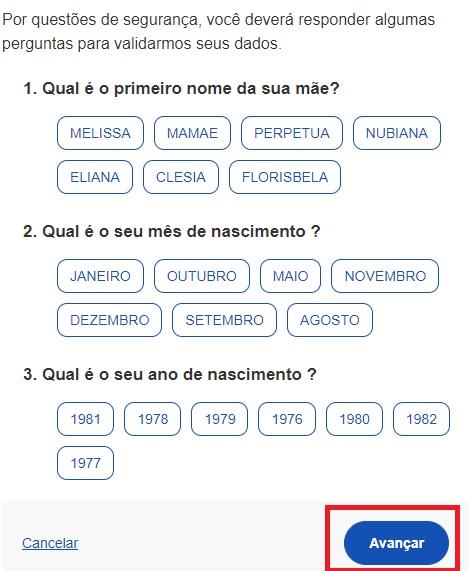 Por questões de segurança, você deverá responder algumas
perguntas para validarmos seus dados.
1. Qual é o primeiro nome da sua mãe?
MELISSA MAMAE PERPETUA NUBIANA
ELIANA CLESIA FLORISBELA
2. Qual é o seu mês de nascimento ?
JANEIRO OUTUBRO MAIO NOVEMBRO
DEZEMBRO SETEMBRO AGOSTO
3. Qual é o seu ano de nascimento ?
1981 1978 1979 1976 1980 1982
1977
Cancelar Avançar